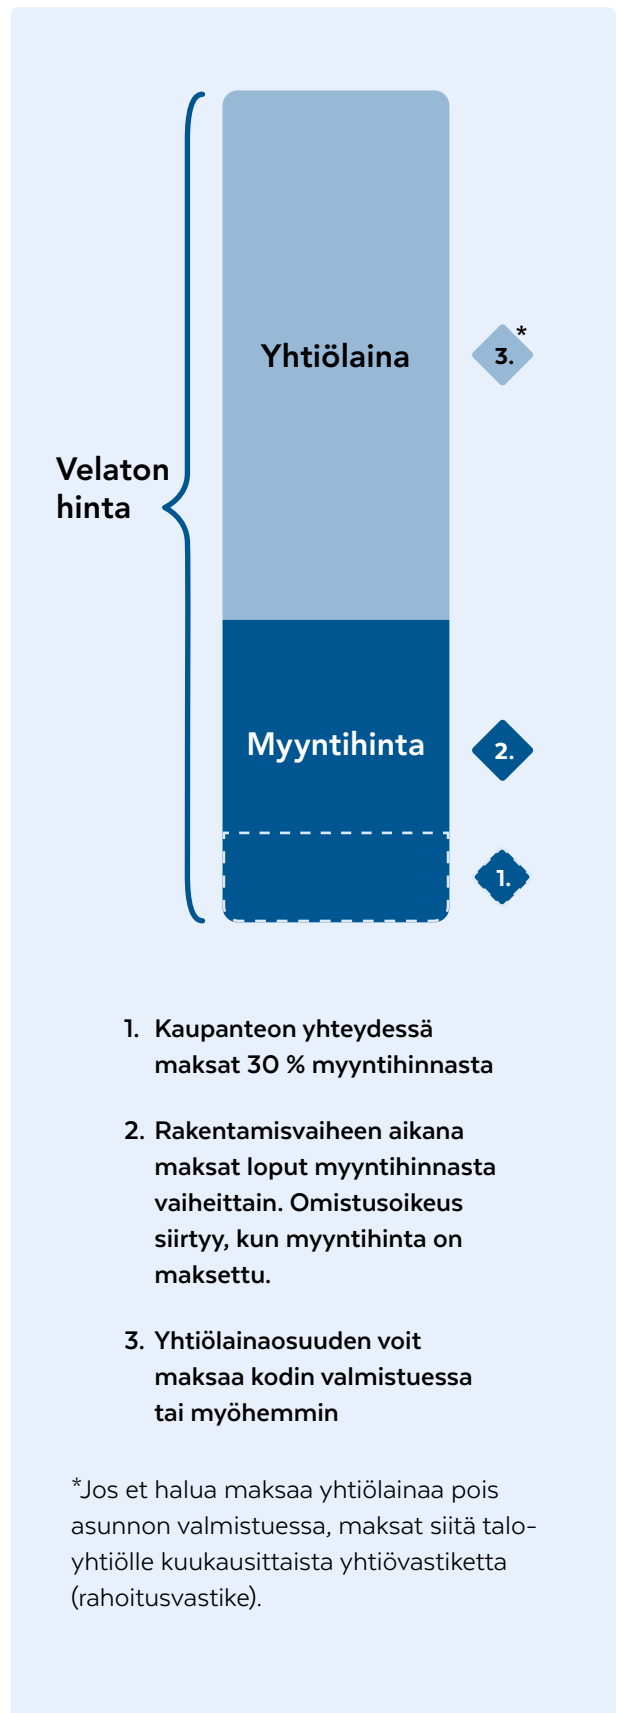 Yhtiölaina
3.*
Velaton
hinta
Myyntihinta
2.
1.
1. Kaupanteon yhteydessä
maksat 30 % myyntihinnasta
2. Rakentamisvaiheen aikana
maksat loput myyntihinnasta
vaiheittain. Omistusoikeus
siirtyy, kun myyntihinta on
maksettu.
3. Yhtiölainaosuuden voit
maksaa kodin valmistuessa
tai myöhemmin
*Jos et halua maksaa yhtiölainaa pois
asunnon valmistuessa, maksat siitä talo-
yhtiölle kuukausittaista yhtiövastiketta
(rahoitusvastike).